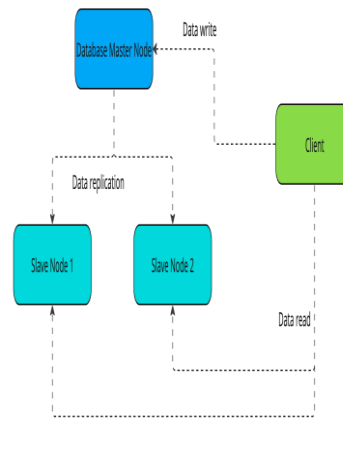 Data write
Database Master Node
Client
Data replication
Slave Node 1
Slave Node 2
Data read